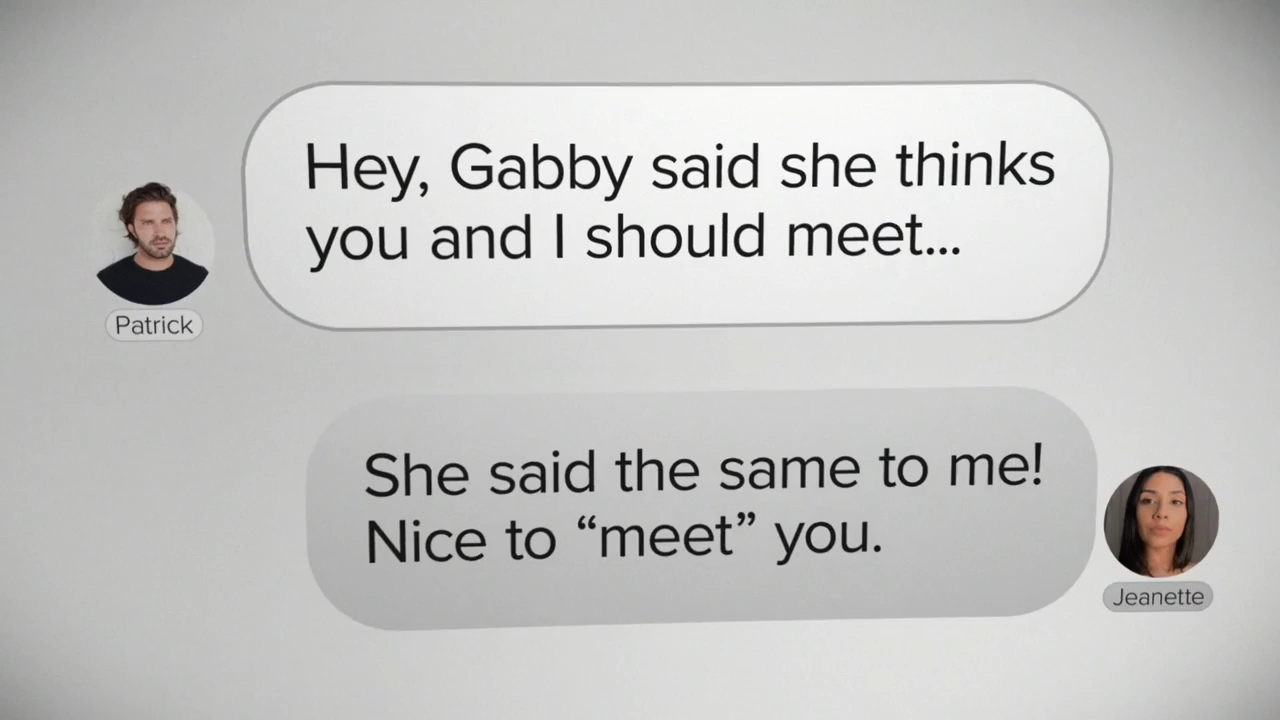 Hey, Gabby said she thinks
you and I should meet...
Patrick
She said the same to me!
Nice to “meet” you.
Jeanette